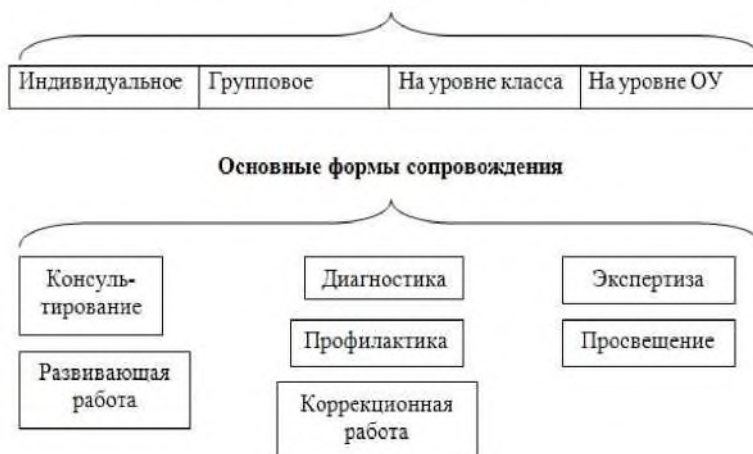 Индивидуальное
Групповое
На уровне класса
На уровне ОУ
Основные формы сопровождения
Консуль-
тирование
Диагностика
Экспертиза
Профилактика
Просвещение
Развивающая
работа
Коррекционная
работа